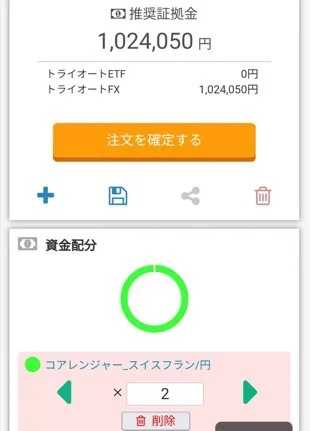 推奨証拠金
1,024,050 円
トライオートETF 0円
トライオートFX 1,024,050円
注文を確定する
資金配分
コアレンジャー_スイスフラン/円
× 2
削除